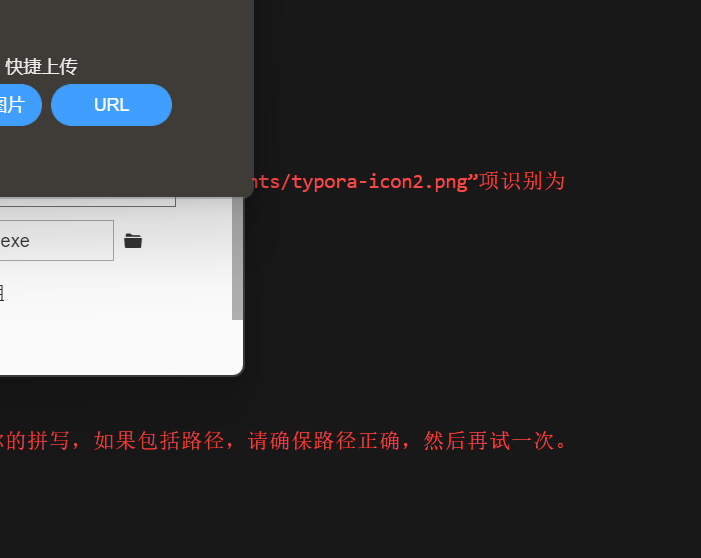 快捷上传
图片
URL
nts/typora-icon2.png”项识别为
exe
的拼写，如果包括路径，请确保路径正确，然后再试一次。